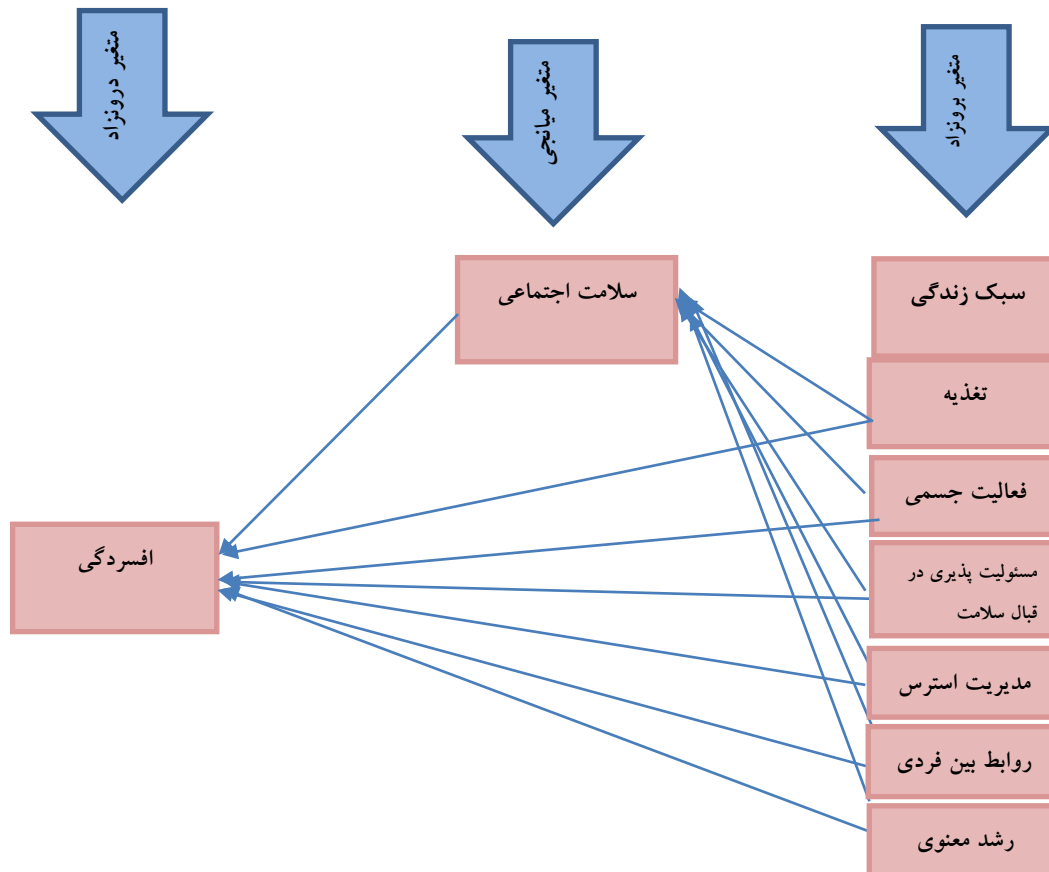 متغیر برونزاد
متغیر میانجی
متغیر درونزاد
سبک زندگی
سلامت اجتماعی
تغذیه
فعالیت جسمی
افسردگی
مسئولیت پذیری در
قبال سلامت
مدیریت استرس
روابط بین فردی
رشد معنوی